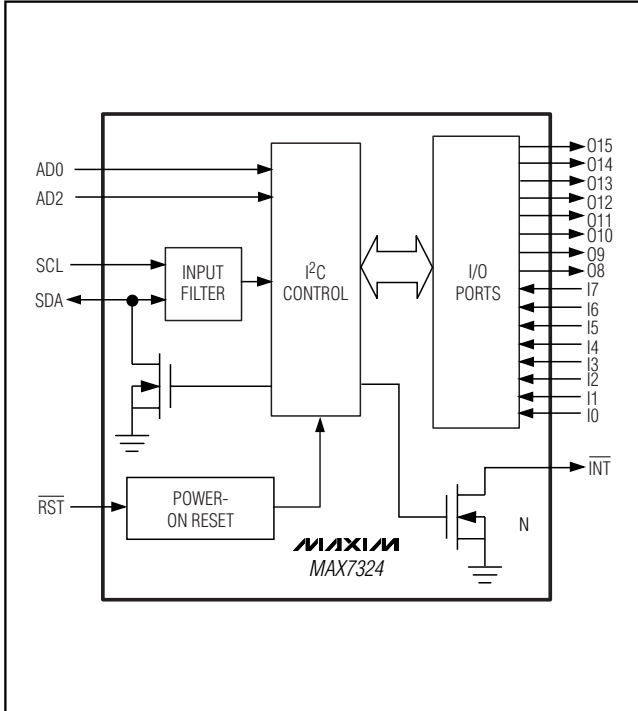 AD0
AD2
SCL
SDA
RST
INPUT
FILTER
I²C
CONTROL
POWER-
ON RESET
I/O
PORTS
O15
O14
O13
O12
O11
O10
O9
O8
I7
I6
I5
I4
I3
I2
I1
I0
INT
N
MAXIM
MAX7324